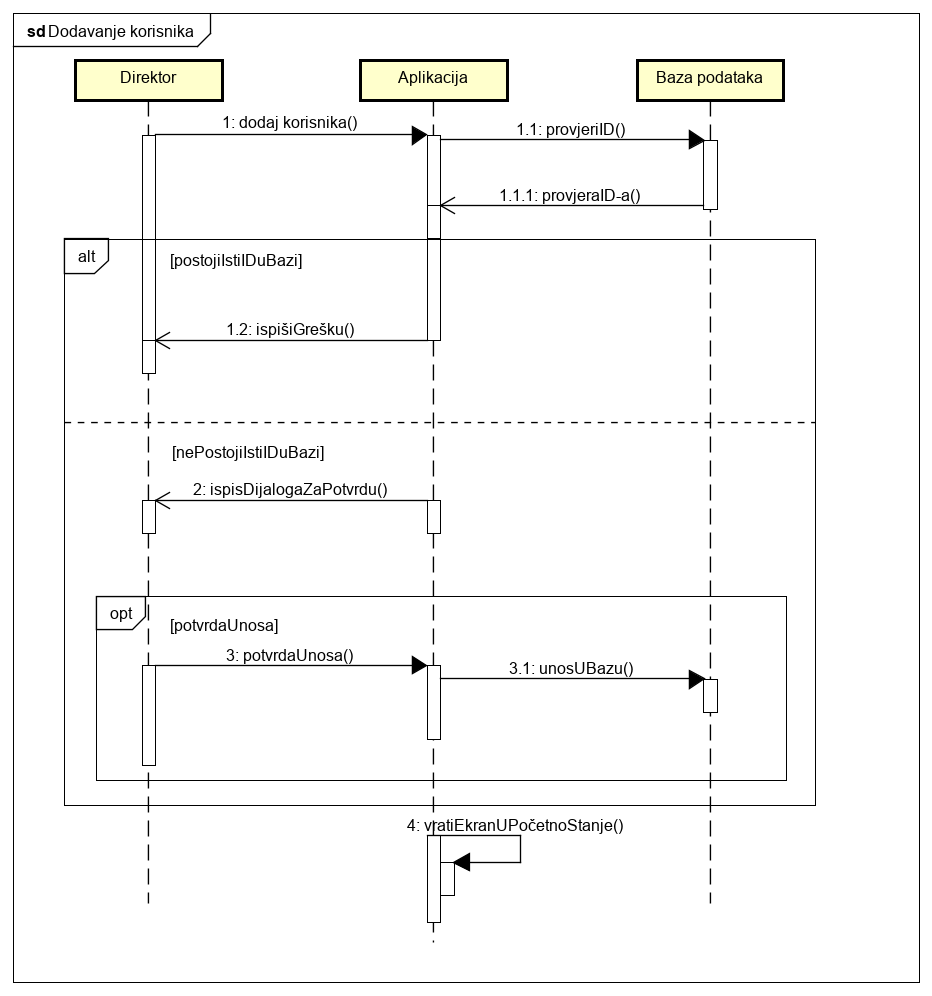 sd Dodavanje korisnika
Direktor
Aplikacija
Baza podataka
1: dodaj korisnika()
1.1: provjeriID()
1.1.1: provjeraID-a()
alt
[postojiIstiIDuBazi]
1.2: ispišiGrešku()
[nePostojiIstiIDuBazi]
2: ispisDijalogaZaPotvrdu()
opt
[potvrdaUnosa]
3: potvrdaUnosa()
3.1: unosUBazu()
4: vratiEkranUPočetnoStanje()